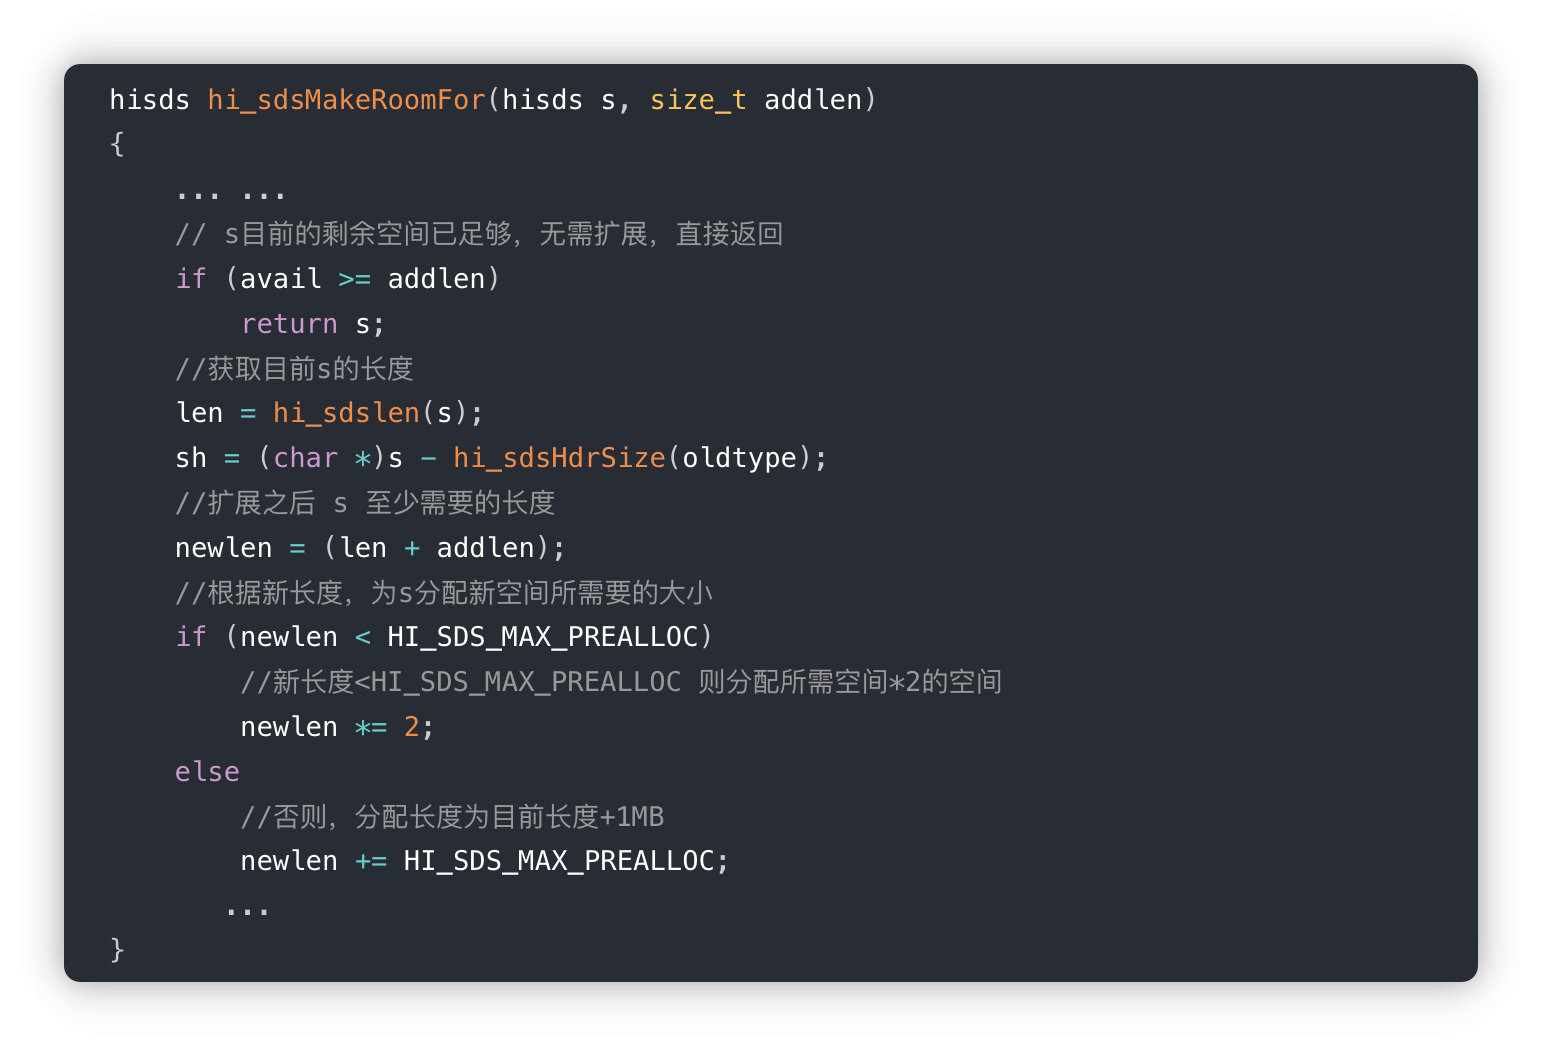 hisds hi_sdsMakeRoomFor(hisds s, size_t addlen)
{
    ... ...
    // s目前的剩余空间已足够，无需扩展，直接返回
    if (avail >= addlen)
        return s;
    //获取目前s的长度
    len = hi_sdslen(s);
    sh = (char *)s - hi_sdsHdrSize(oldtype);
    //扩展之后 s 至少需要的长度
    newlen = (len + addlen);
    //根据新长度，为s分配新空间所需要的大小
    if (newlen < HI_SDS_MAX_PREALLOC)
        //新长度<HI_SDS_MAX_PREALLOC 则分配所需空间*2的空间
        newlen *= 2;
    else
        //否则，分配长度为目前长度+1MB
        newlen += HI_SDS_MAX_PREALLOC;
       ...
}